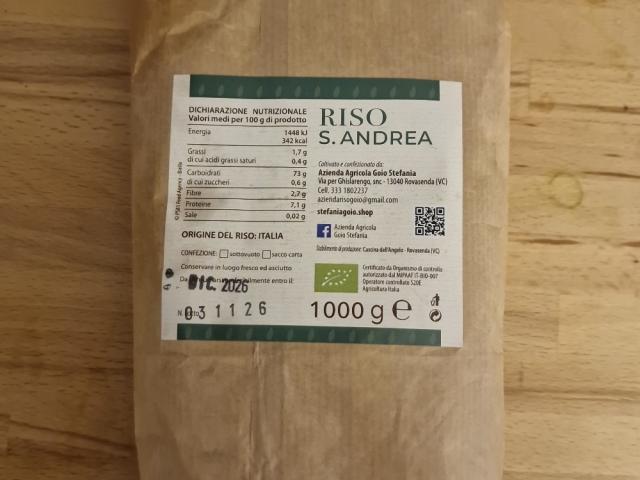 DICHIARAZIONE NUTRIZIONALE
Valori medi per 100 g di prodotto
Energia 1448 kJ
342 kcal
Grassi 1,7 g
di cui acidi grassi saturi 0,4 g
Carboidrati 73 g
di cui zuccheri 0,6 g
Fibre 2,7 g
Proteine 7,1 g
Sale 0,02 g
ORIGINE DEL RISO: ITALIA
CONFEZIONE: sottovuoto sacco carta
Conservare in luogo fresco ed asciutto
Da entro il:
DIC. 2026
N. Lotto
031126
RISO
S. ANDREA
Coltivato e confezionato da:
Azienda Agricola Goio Stefania
Via per Ghislarengo, snc - 13040 Rovasenda (VC)
Cell. 333 1802237
aziendarisogoio@gmail.com
stefaniagoio.shop
Azienda Agricola
Goio Stefania
Stabilimento di produzione: Cascina dell'Angelo - Rovasenda (VC)
Certificato da Organismo di controllo
autorizzato dal MIPAAF IT-BIO-007
Operatore controllato 520E
Agricoltura Italia
1000 g e